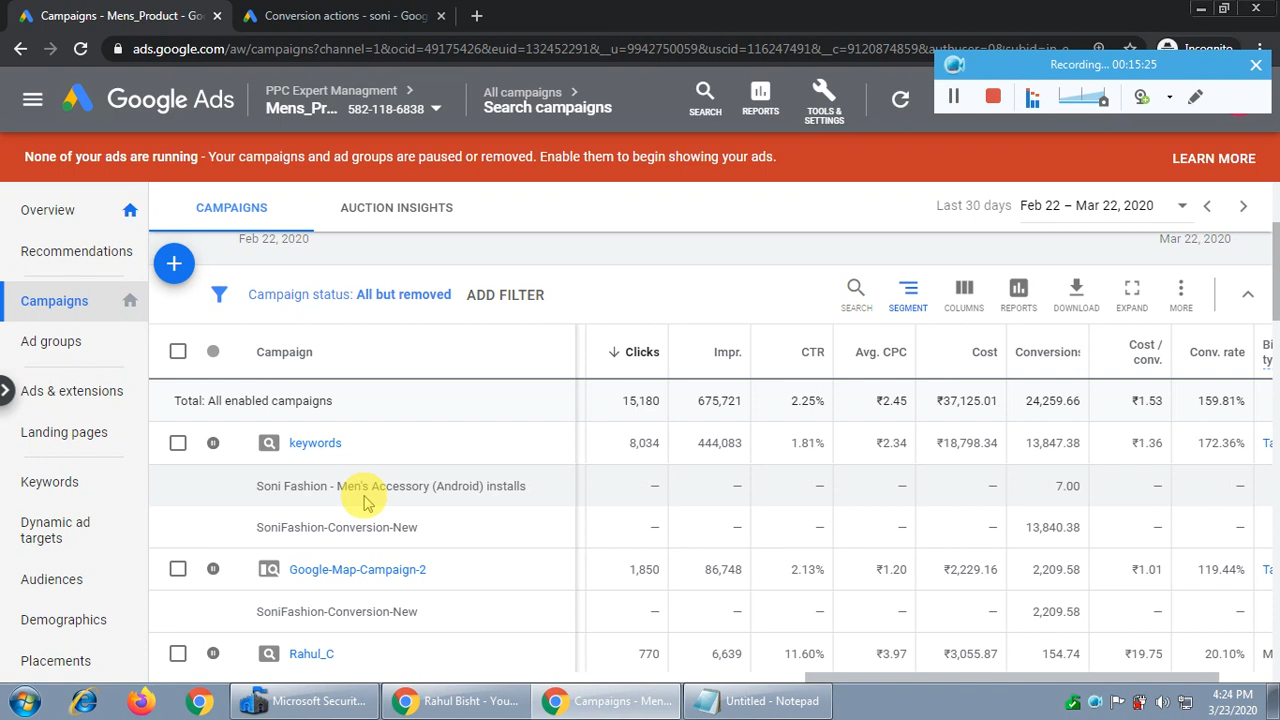 Campaigns - Mens_Product - Go
Conversion actions - soni - Goog
ads.google.com/aw/campaigns?channel=1&ocid=49175426&euid=1324522918&__u=9942750059&uscid=116247491&__c=9120874859&authuser=0&subid=in_e
Incognito
Recording... 00:15:25
Google Ads
PPC Expert Managment
Mens_Pr... 582-118-6838
All campaigns
Search campaigns
SEARCH
REPORTS
TOOLS & SETTINGS
None of your ads are running - Your campaigns and ad groups are paused or removed. Enable them to begin showing your ads.
LEARN MORE
Overview
Recommendations
Campaigns
Ad groups
Ads & extensions
Landing pages
Keywords
Dynamic ad targets
Audiences
Demographics
Placements
CAMPAIGNS
AUCTION INSIGHTS
Last 30 days Feb 22 – Mar 22, 2020
Feb 22, 2020
Mar 22, 2020
Campaign status: All but removed
ADD FILTER
SEARCH
SEGMENT
COLUMNS
REPORTS
DOWNLOAD
EXPAND
MORE
Campaign Clicks Impr. CTR Avg. CPC Cost Conversions Cost / conv. Conv. rate Bi ty
Total: All enabled campaigns 15,180 675,721 2.25% ₹2.45 ₹37,125.01 24,259.66 ₹1.53 159.81%
keywords 8,034 444,083 1.81% ₹2.34 ₹18,798.34 13,847.38 ₹1.36 172.36% Ta
Soni Fashion - Men's Accessory (Android) installs — — — — — 7.00 — —
SoniFashion-Conversion-New — — — — — 13,840.38 — —
Google-Map-Campaign-2 1,850 86,748 2.13% ₹1.20 ₹2,229.16 2,209.58 ₹1.01 119.44% Ta
SoniFashion-Conversion-New — — — — — 2,209.58 — —
Rahul_C 770 6,639 11.60% ₹3.97 ₹3,055.87 154.74 ₹19.75 20.10% M
Microsoft Securit...
Rahul Bisht - You...
Campaigns - Men...
Untitled - Notepad
4:24 PM
3/23/2020